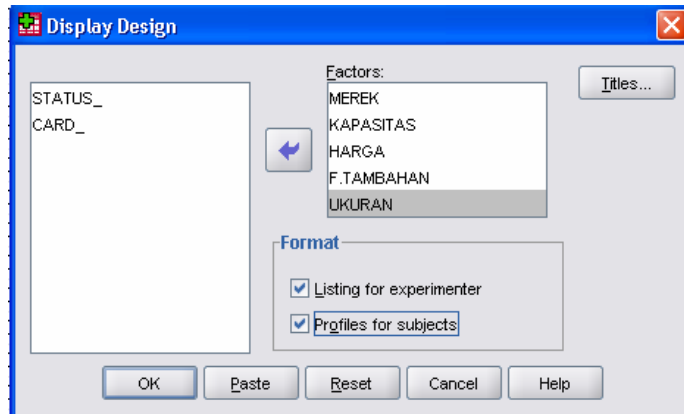 Display Design
STATUS_
CARD_
Factors:
MEREK
KAPASITAS
HARGA
F.TAMBAHAN
UKURAN
Titles...
Format
Listing for experimenter
Profiles for subjects
OK
Paste
Reset
Cancel
Help